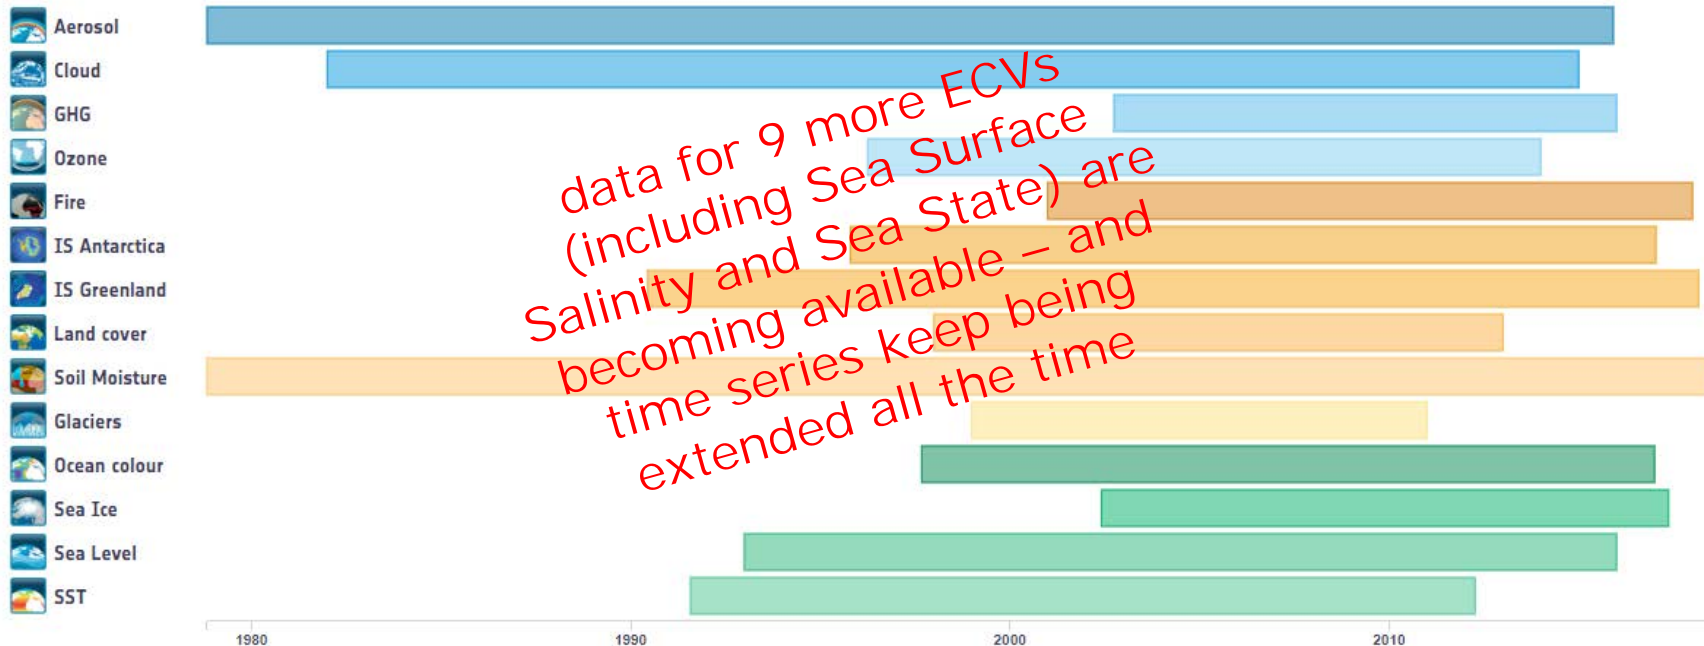 Aerosol
Cloud
GHG
Ozone
Fire
IS Antarctica
IS Greenland
Land cover
Soil Moisture
Glaciers
Ocean colour
Sea Ice
Sea Level
SST
data for 9 more ECVs
(including Sea Surface
Salinity and Sea State) are
becoming available – and
time series keep being
extended all the time
1980 1990 2000 2010